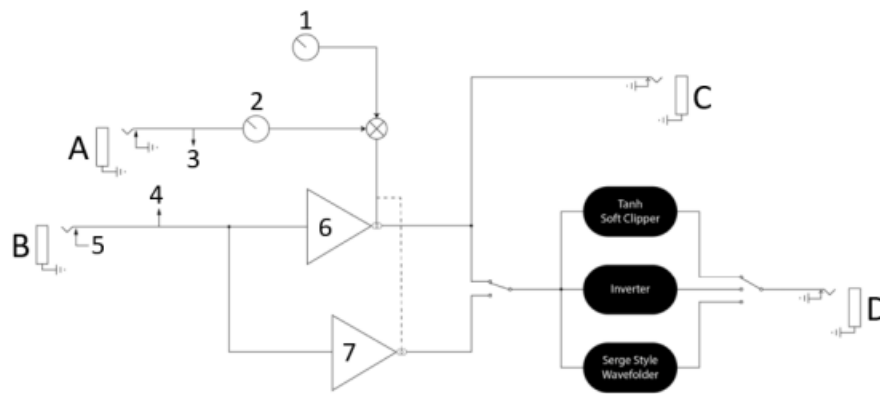 1
2
A
3
C
4
Tanh
Soft Clipper
B
5
6
Inverter
D
7
Serge Style
Wavefolder